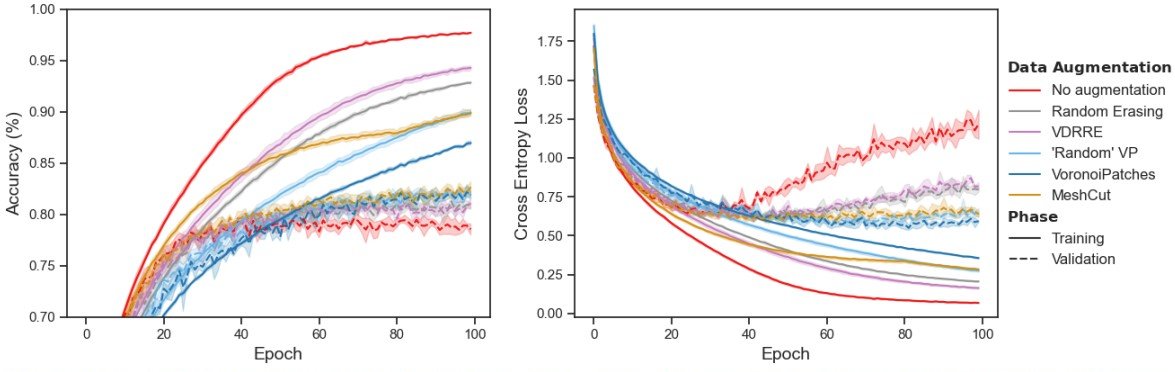 1.00
0.95
0.90
0.85
0.80
0.75
0.70
Accuracy (%)
0 20 40 60 80 100
Epoch
1.75
1.50
1.25
1.00
0.75
0.50
0.25
0.00
Cross Entropy Loss
0 20 40 60 80 100
Epoch
Data Augmentation
No augmentation
Random Erasing
VDRRE
'Random' VP
VoronoiPatches
MeshCut
Phase
Training
Validation